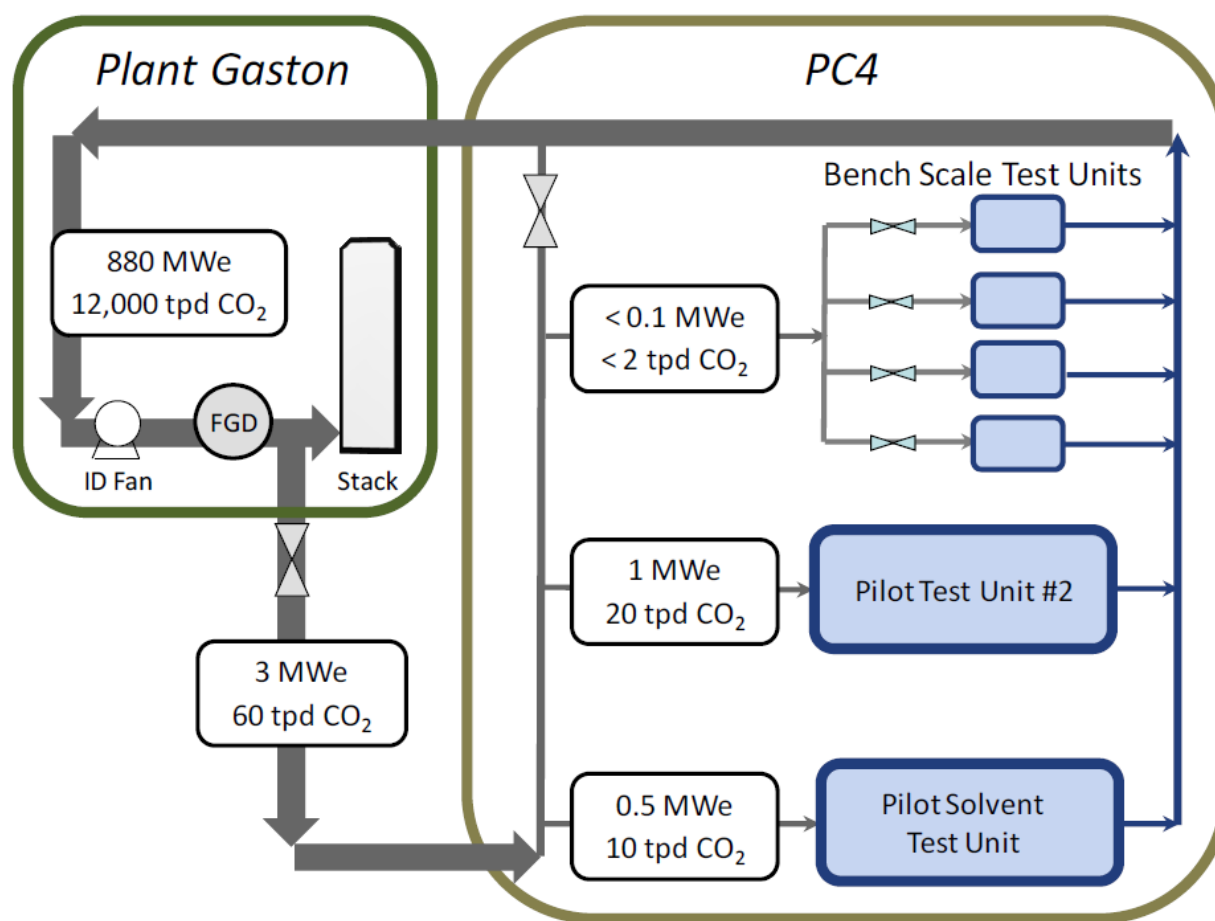 Plant Gaston
PC4
Bench Scale Test Units
880 MWe
12,000 tpd CO₂
< 0.1 MWe
< 2 tpd CO₂
FGD
ID Fan
Stack
1 MWe
20 tpd CO₂
Pilot Test Unit #2
3 MWe
60 tpd CO₂
0.5 MWe
10 tpd CO₂
Pilot Solvent
Test Unit